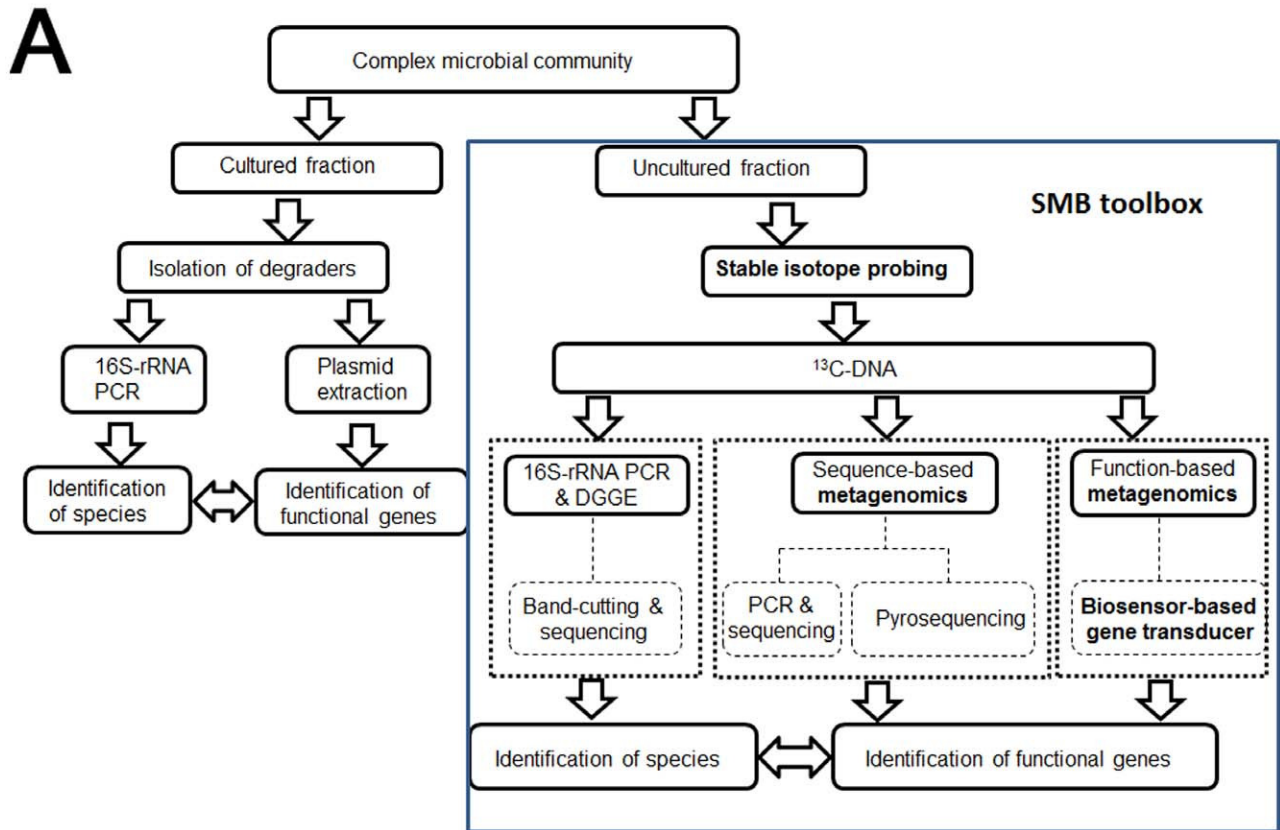 A
Complex microbial community
Cultured fraction
Uncultured fraction
SMB toolbox
Isolation of degraders
Stable isotope probing
16S-rRNA
PCR
Plasmid
extraction
¹³C-DNA
Identification
of species
Identification of
functional genes
16S-rRNA PCR
& DGGE
Sequence-based
metagenomics
Function-based
metagenomics
Band-cutting &
sequencing
PCR &
sequencing
Pyrosequencing
Biosensor-based
gene transducer
Identification of species
Identification of functional genes